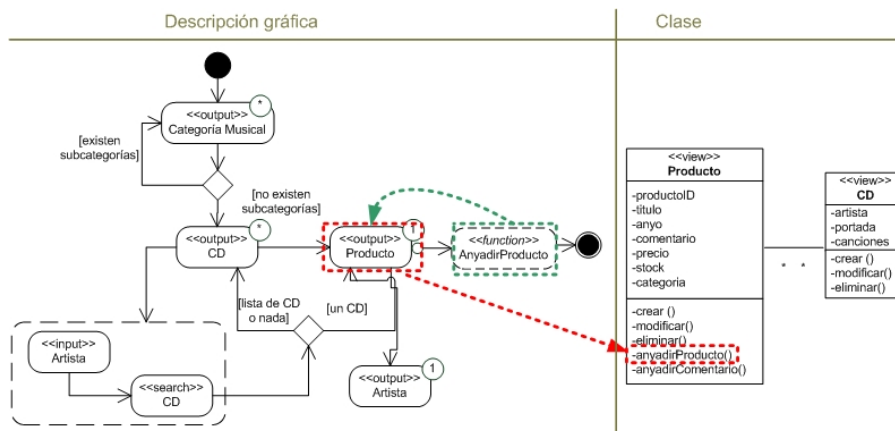 Descripción gráfica
Clase
<<output>>
Categoría Musical
*
[existen
subcategorías]
[no existen
subcategorías]
<<output>>
CD
*
<<output>>
Producto
1
<<function>>
AnyadirProducto
[lista de CD
o nada]
[un CD]
<<input>>
Artista
<<search>>
CD
<<output>>
Artista
1
<<view>>
Producto
-productoID
-titulo
-anyo
-comentario
-precio
-stock
-categoria
-crear ()
-modificar()
-eliminar()
-anyadirProducto()
-anyadirComentario()
* *
<<view>>
CD
-artista
-portada
-canciones
-crear ()
-modificar()
-eliminar()